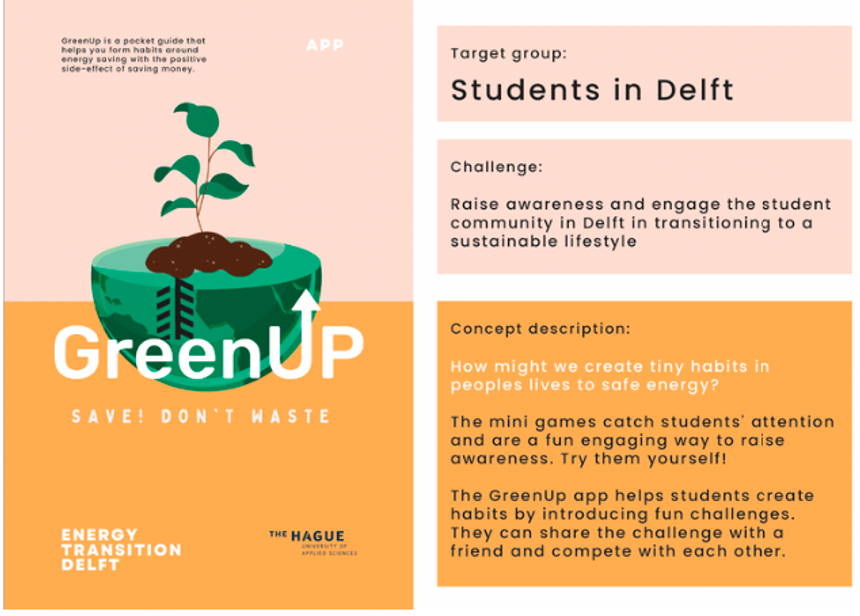 GreenUp is a pocket guide that
helps you form habits around
energy saving with the positive
side-effect of saving money.
APP
GreenUP
SAVE! DON'T WASTE
ENERGY
TRANSITION
DELFT
THE HAGUE
UNIVERSITY OF
APPLIED SCIENCES
Target group:
Students in Delft
Challenge:
Raise awareness and engage the student
community in Delft in transitioning to a
sustainable lifestyle
Concept description:
How might we create tiny habits in
peoples lives to safe energy?
The mini games catch students' attention
and are a fun engaging way to raise
awareness. Try them yourself!
The GreenUp app helps students create
habits by introducing fun challenges.
They can share the challenge with a
friend and compete with each other.